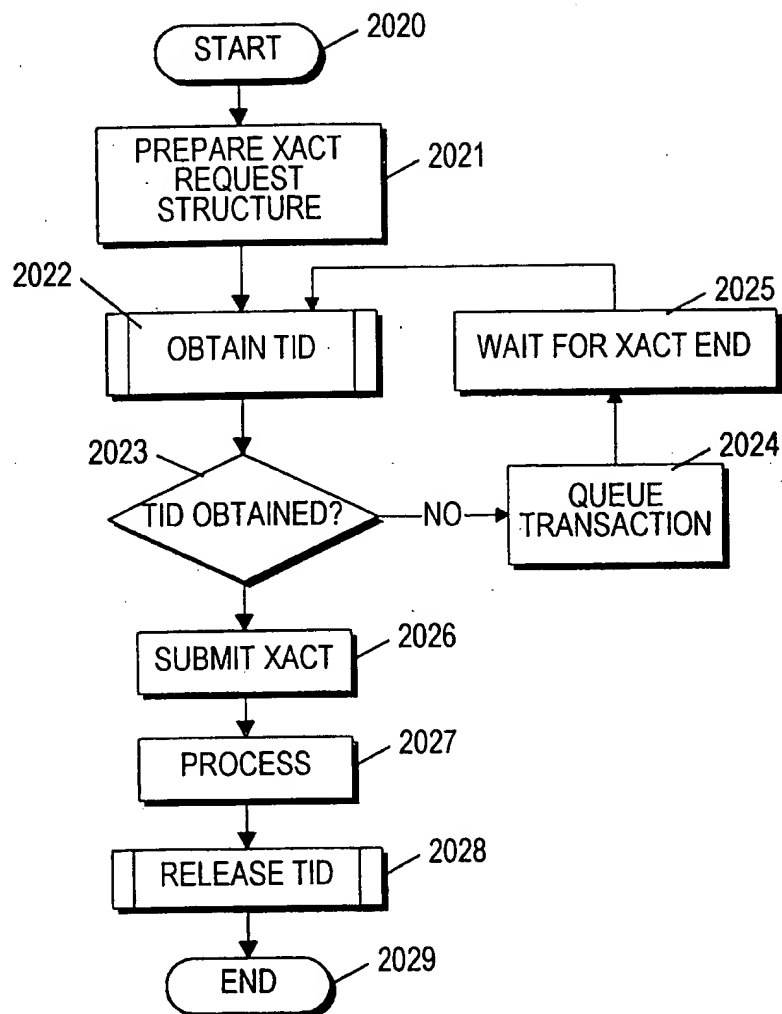 START
2020
PREPARE XACT
REQUEST
STRUCTURE
2021
2022
OBTAIN TID
2025
WAIT FOR XACT END
2023
TID OBTAINED?
NO
2024
QUEUE
TRANSACTION
2026
SUBMIT XACT
2027
PROCESS
RELEASE TID
2028
END
2029